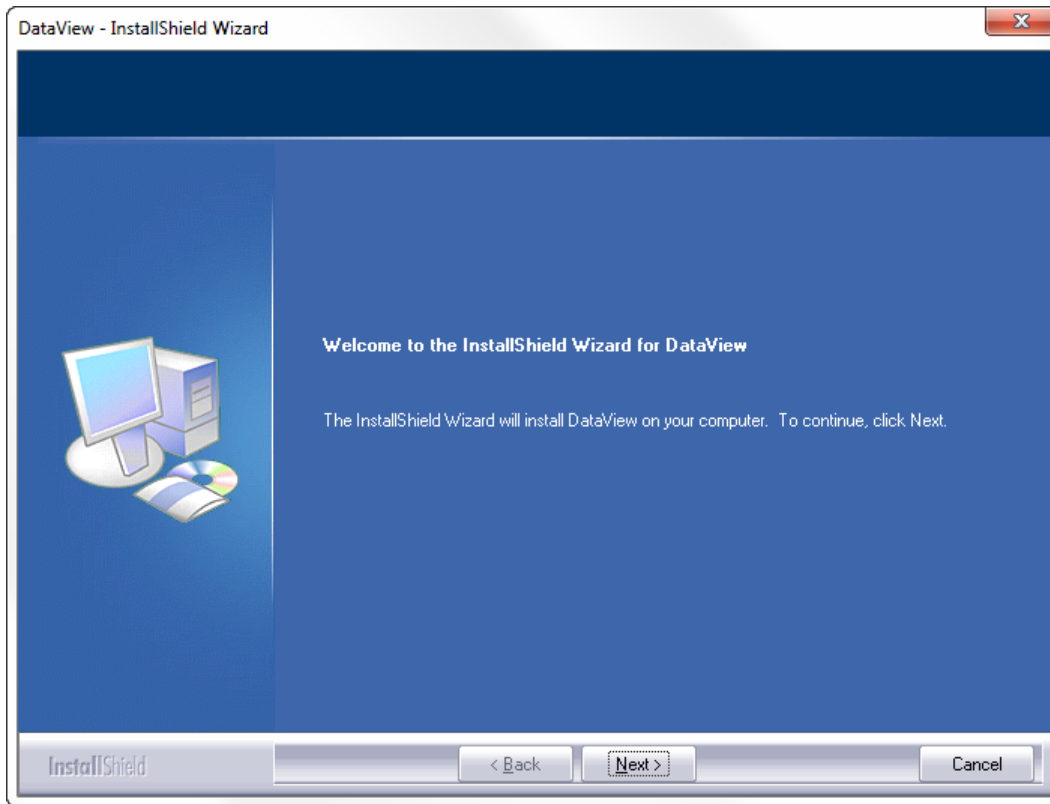 DataView - InstallShield Wizard
Welcome to the InstallShield Wizard for DataView
The InstallShield Wizard will install DataView on your computer.  To continue, click Next.
InstallShield
< Back
Next >
Cancel